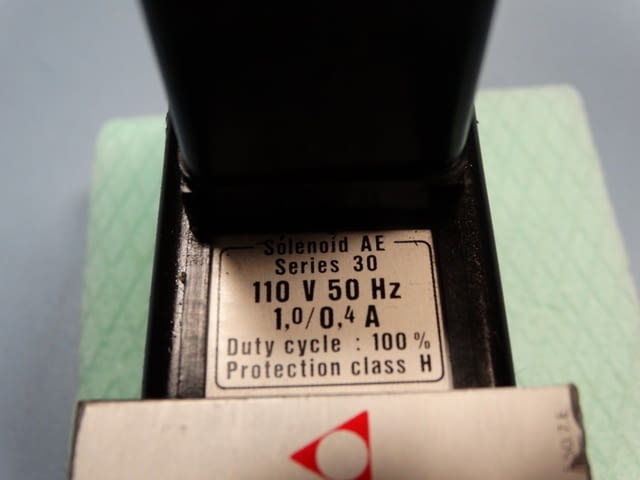 Solenoid AE
Series 30
110 V 50 Hz
1,0/0,4 A
Duty cycle : 100 %
Protection class H